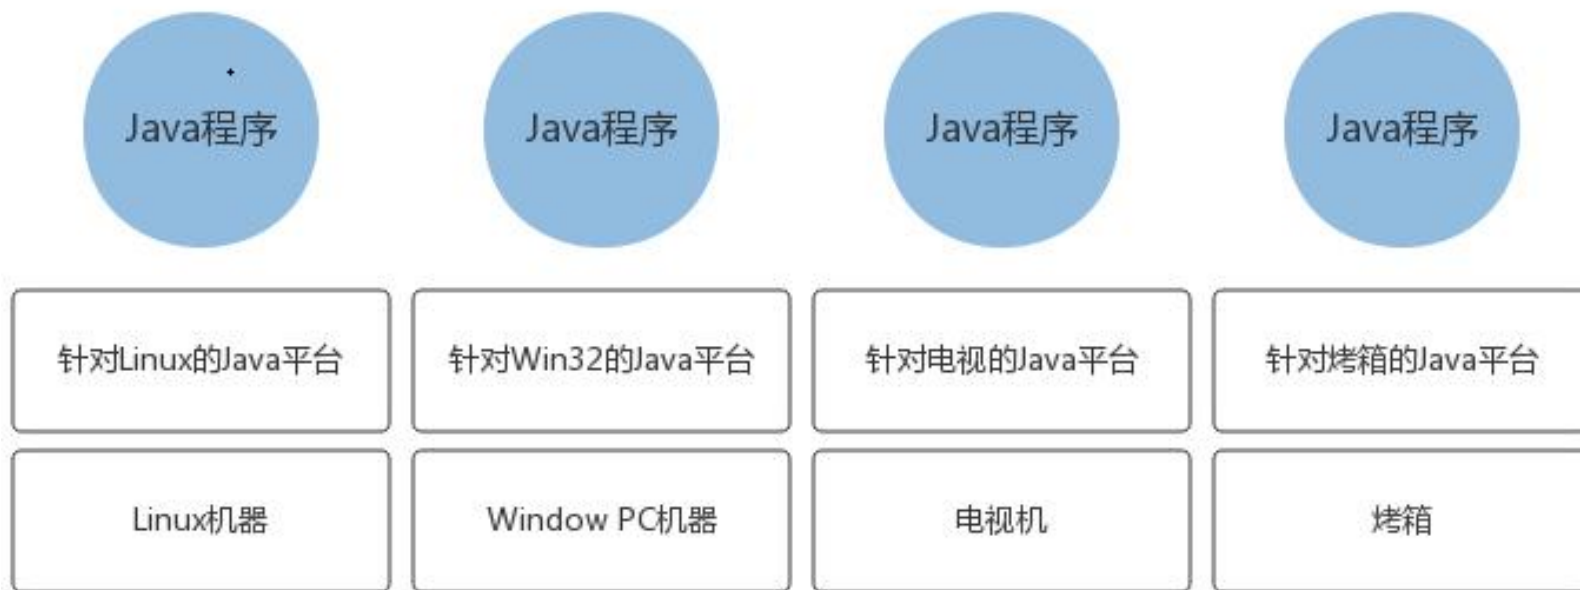 Java程序
Java程序
Java程序
Java程序
针对Linux的Java平台
针对Win32的Java平台
针对电视的Java平台
针对烤箱的Java平台
Linux机器
Window PC机器
电视机
烤箱